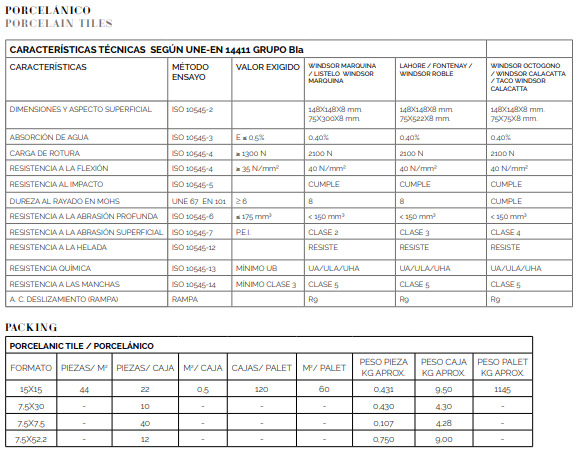 PORCELÁNICO
PORCELAIN TILES
CARACTERÍSTICAS TÉCNICAS SEGÚN UNE-EN 14411 GRUPO BIa
CARACTERÍSTICAS MÉTODO ENSAYO VALOR EXIGIDO WINDSOR MARQUINA / LISTELO WINDSOR MARQUINA LAHORE / FONTENAY / WINDSOR ROBLE WINDSOR OCTOGONO / WINDSOR CALACATTA / TACO WINDSOR CALACATTA
DIMENSIONES Y ASPECTO SUPERFICIAL ISO 10545-2 148X148X8 mm. 75X300X8 mm. 148X148X8 mm. 75X522X8 mm. 148X148X8 mm. 75X75X8 mm.
ABSORCIÓN DE AGUA ISO 10545-3 E ≤ 0,5% 0,40% 0,40% 0,40%
CARGA DE ROTURA ISO 10545-4 ≥ 1300 N 2100 N 2100 N 2100 N
RESISTENCIA A LA FLEXIÓN ISO 10545-4 ≥ 35 N/mm² 40 N/mm² 40 N/mm² 40 N/mm²
RESISTENCIA AL IMPACTO ISO 10545-5 CUMPLE CUMPLE CUMPLE
DUREZA AL RAYADO EN MOHS UNE 67 EN 101 ≥ 6 8 8 CUMPLE
RESISTENCIA A LA ABRASIÓN PROFUNDA ISO 10545-6 ≤ 175 mm³ < 150 mm³ < 150 mm³ < 150 mm³
RESISTENCIA A LA ABRASIÓN SUPERFICIAL ISO 10545-7 P.E.I. CLASE 2 CLASE 3 CLASE 4
RESISTENCIA A LA HELADA ISO 10545-12 RESISTE RESISTE RESISTE
RESISTENCIA QUÍMICA ISO 10545-13 MÍNIMO UB UA/ULA/UHA UA/ULA/UHA UA/ULA/UHA
RESISTENCIA A LAS MANCHAS ISO 10545-14 MÍNIMO CLASE 3 CLASE 5 CLASE 5 CLASE 5
A. C. DESLIZAMIENTO (RAMPA) RAMPA R9 R9 R9
PACKING
PORCELANIC TILE / PORCELÁNICO
FORMATO PIEZAS/ M² PIEZAS/ CAJA M²/ CAJA CAJAS/ PALET M²/ PALET PESO PIEZA KG APROX. PESO CAJA KG APROX. PESO PALET KG APROX.
15X15 44 22 0,5 120 60 0,431 9,50 1145
7,5X30 - 10 - - - 0,430 4,30 -
7,5X7,5 - 40 - - - 0,107 4,28 -
7,5X52,2 - 12 - - - 0,750 9,00 -